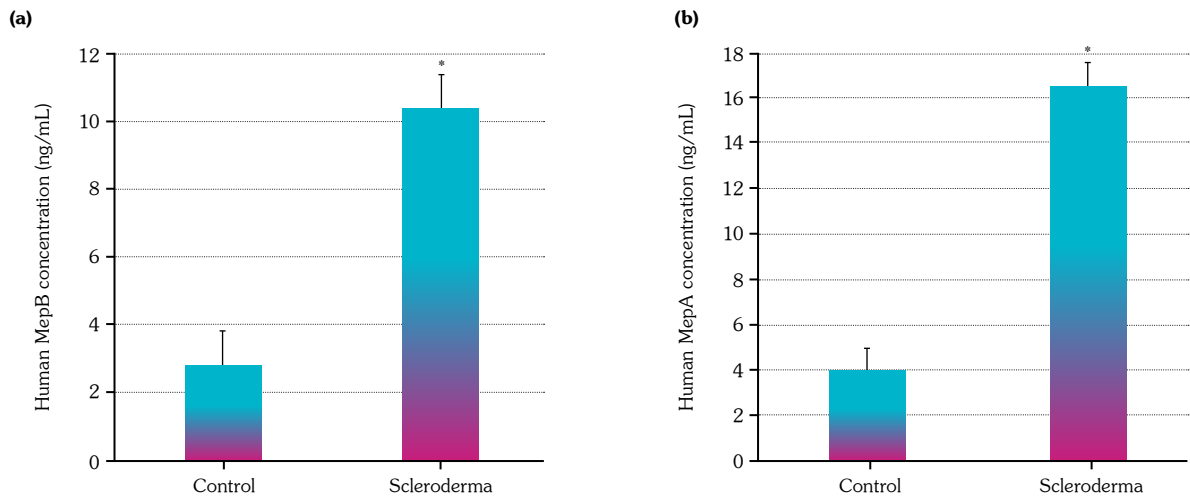 (a)
Human MepB concentration (ng/mL)
12
10
8
6
4
2
0
*
Control
Scleroderma
(b)
Human MepA concentration (ng/mL)
18
16
14
12
10
8
6
4
2
0
*
Control
Scleroderma